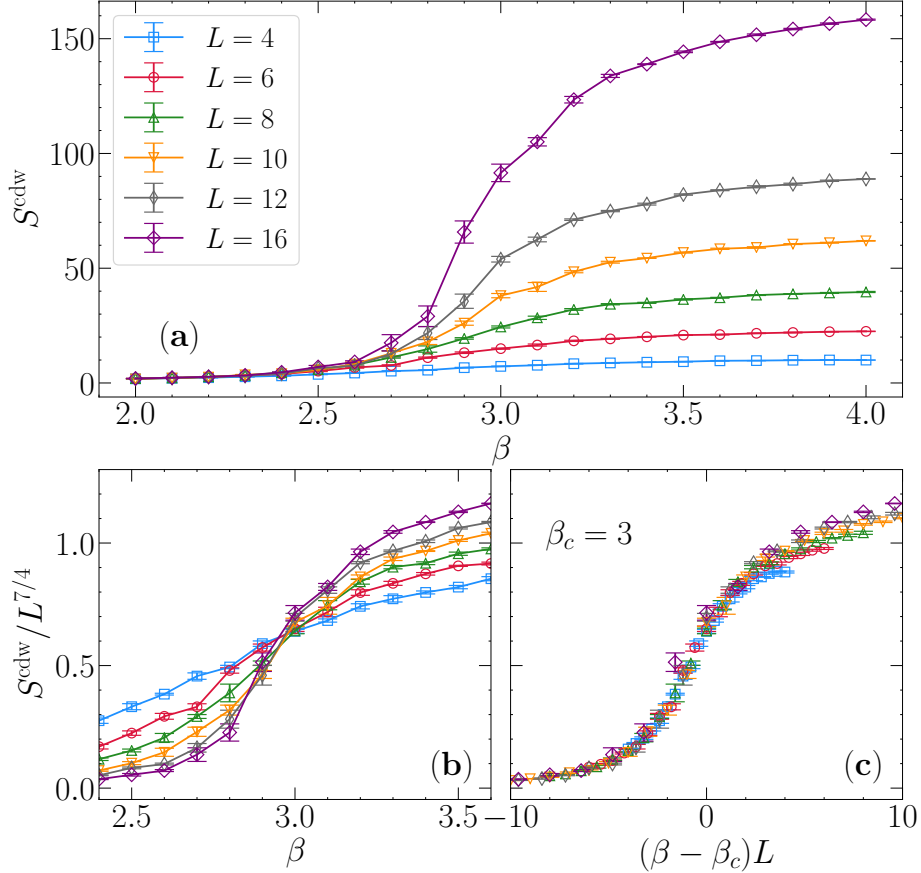 150
100
50
0
S^cdw
L = 4
L = 6
L = 8
L = 10
L = 12
L = 16
(a)
2.0 2.5 3.0 3.5 4.0
β
1.0
0.5
0.0
S^cdw/L^7/4
(b)
2.5 3.0 3.5
β
β_c = 3
(c)
−10 0 10
(β − β_c)L